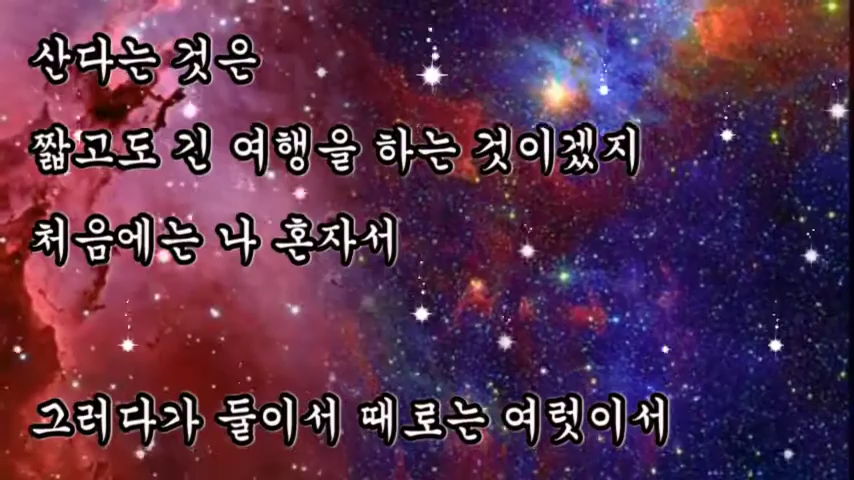 산다는 것은
짧고도 긴 여행을 하는 것이겠지
처음에는 나 혼자서
그러다가 둘이서 때로는 여럿이서